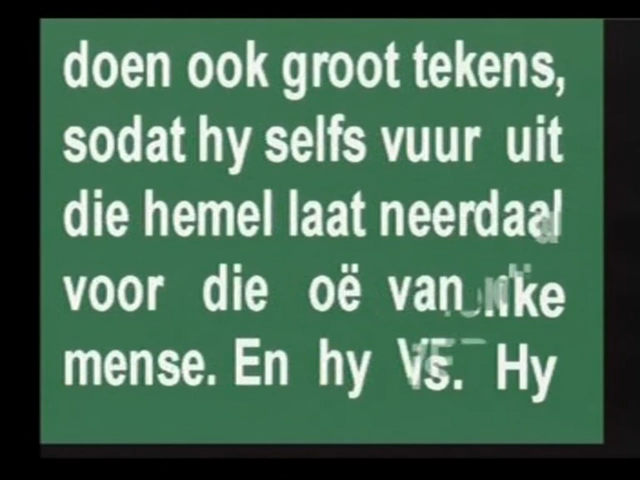 doen ook groot tekens,
sodat hy selfs vuur uit
die hemel laat neerdaal
voor die oë van
mense. En hy Hy